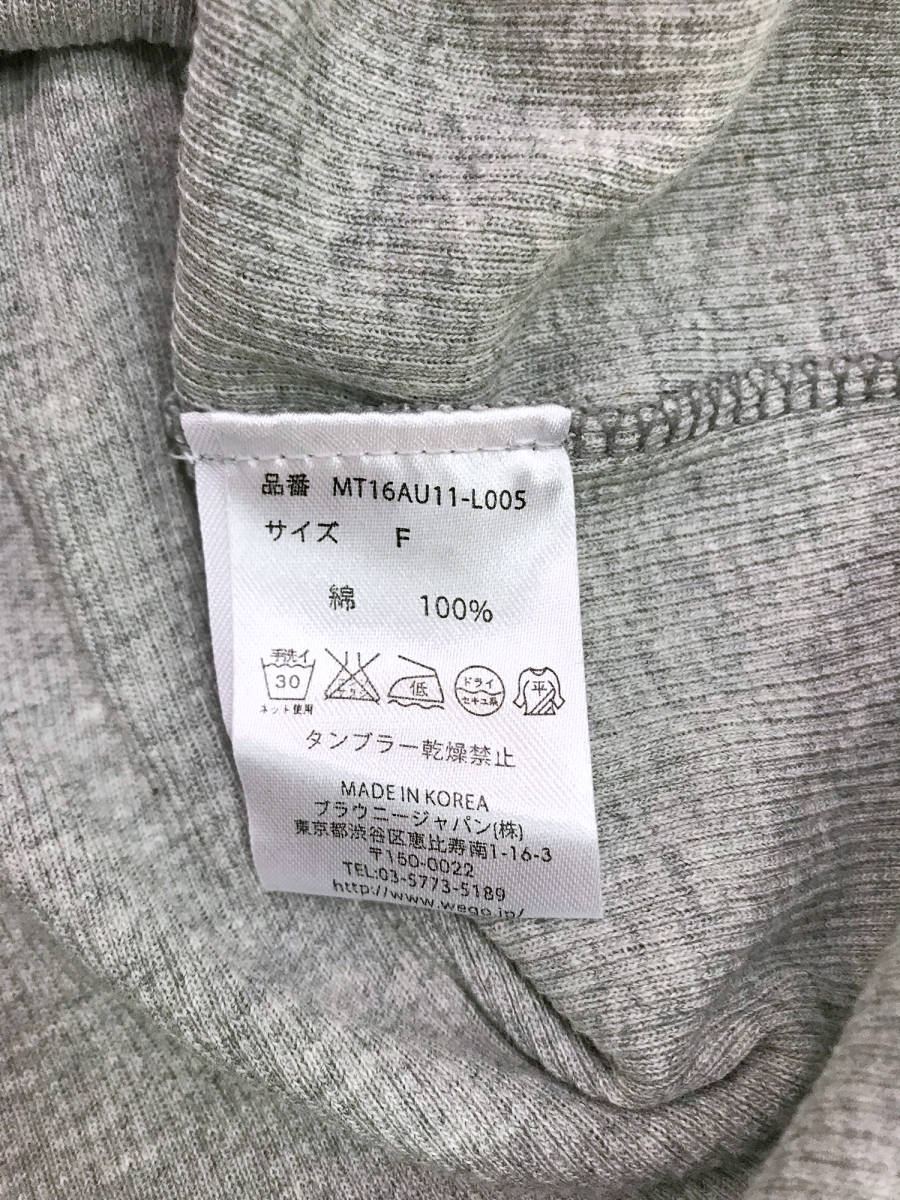 品番 MT16AU11-L005
サイズ F
綿 100%
手洗イ
30
ネット使用
低
ドライ
セキユ系
平
タンブラー乾燥禁止
MADE IN KOREA
ブラウニージャパン(株)
東京都渋谷区恵比寿南1-16-3
〒150-0022
TEL:03-5773-5189
http://www.wego.jp/